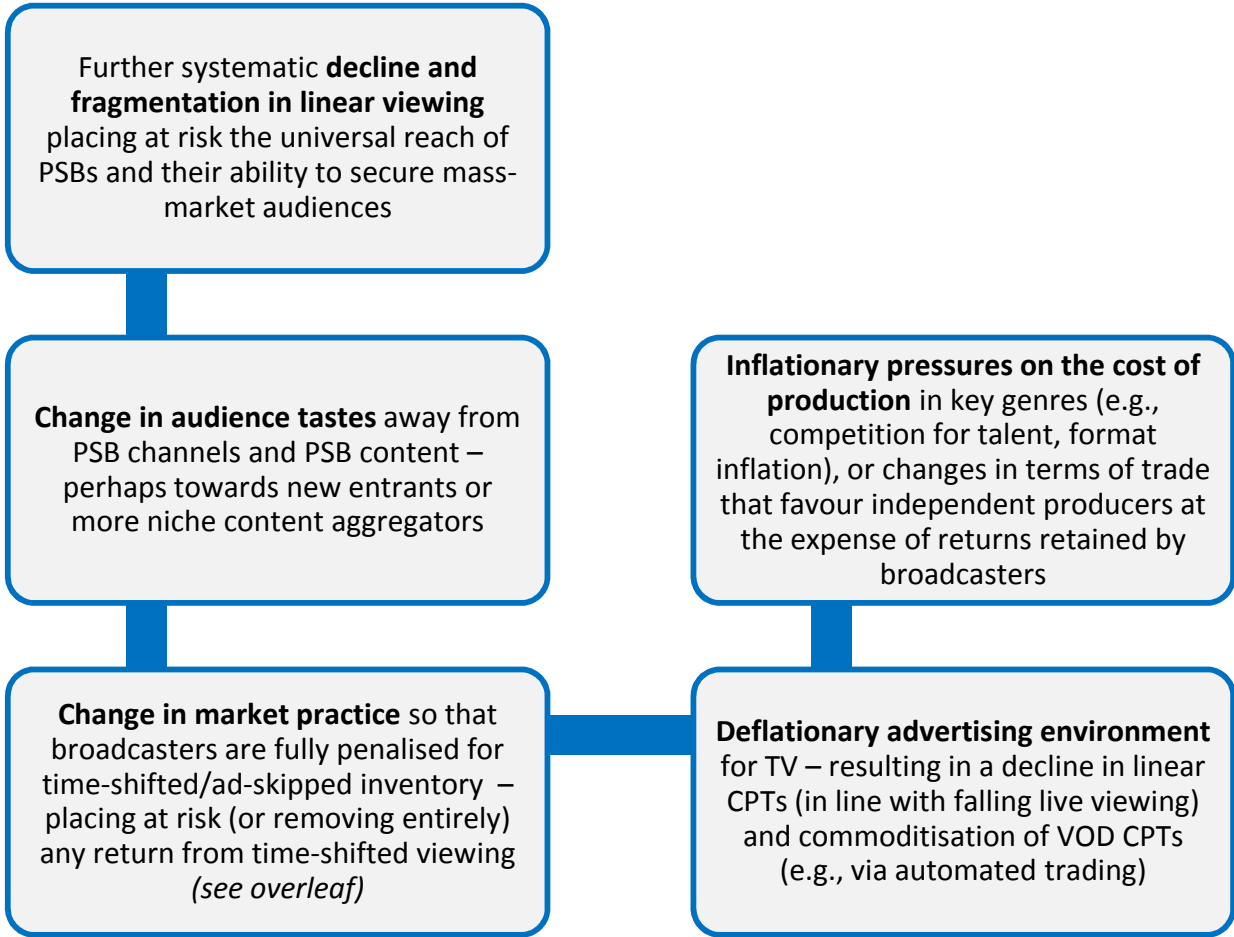 Further systematic decline and
fragmentation in linear viewing
placing at risk the universal reach of
PSBs and their ability to secure mass-
market audiences
Change in audience tastes away from
PSB channels and PSB content –
perhaps towards new entrants or
more niche content aggregators
Change in market practice so that
broadcasters are fully penalised for
time-shifted/ad-skipped inventory –
placing at risk (or removing entirely)
any return from time-shifted viewing
(see overleaf)
Deflationary advertising environment
for TV – resulting in a decline in linear
CPTs (in line with falling live viewing)
and commoditisation of VOD CPTs
(e.g., via automated trading)
Inflationary pressures on the cost of
production in key genres (e.g.,
competition for talent, format
inflation), or changes in terms of trade
that favour independent producers at
the expense of returns retained by
broadcasters